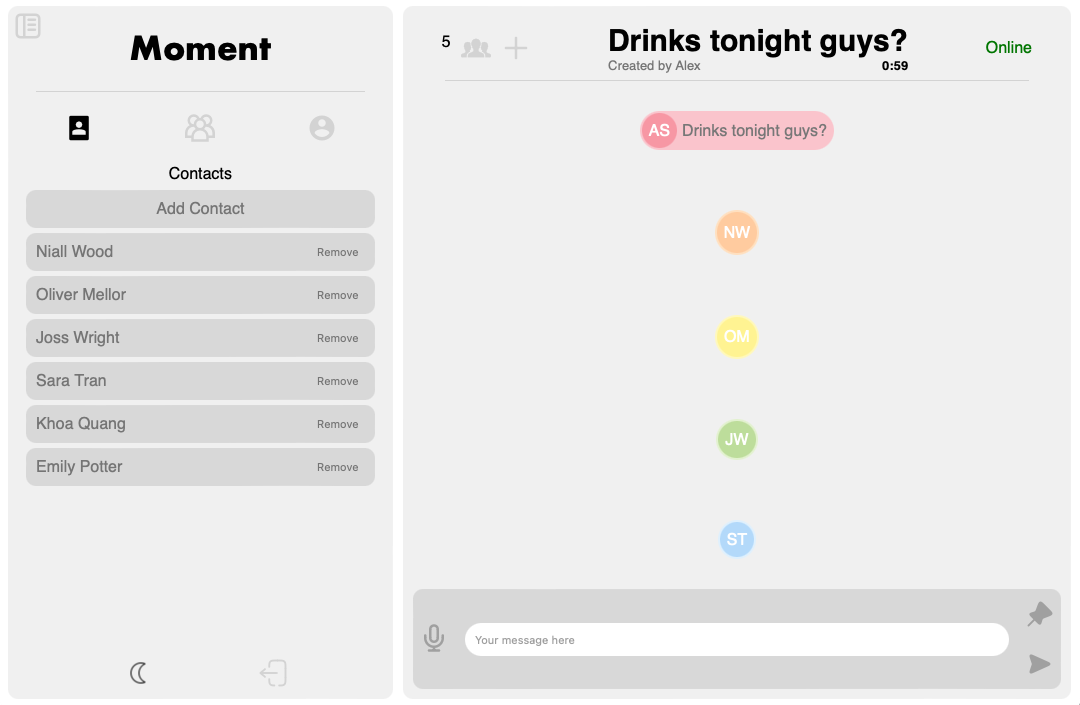 Moment
Contacts
Add Contact
Niall Wood Remove
Oliver Mellor Remove
Joss Wright Remove
Sara Tran Remove
Khoa Quang Remove
Emily Potter Remove
5
Drinks tonight guys?
Created by Alex 0:59
Online
AS Drinks tonight guys?
NW
OM
JW
ST
Your message here